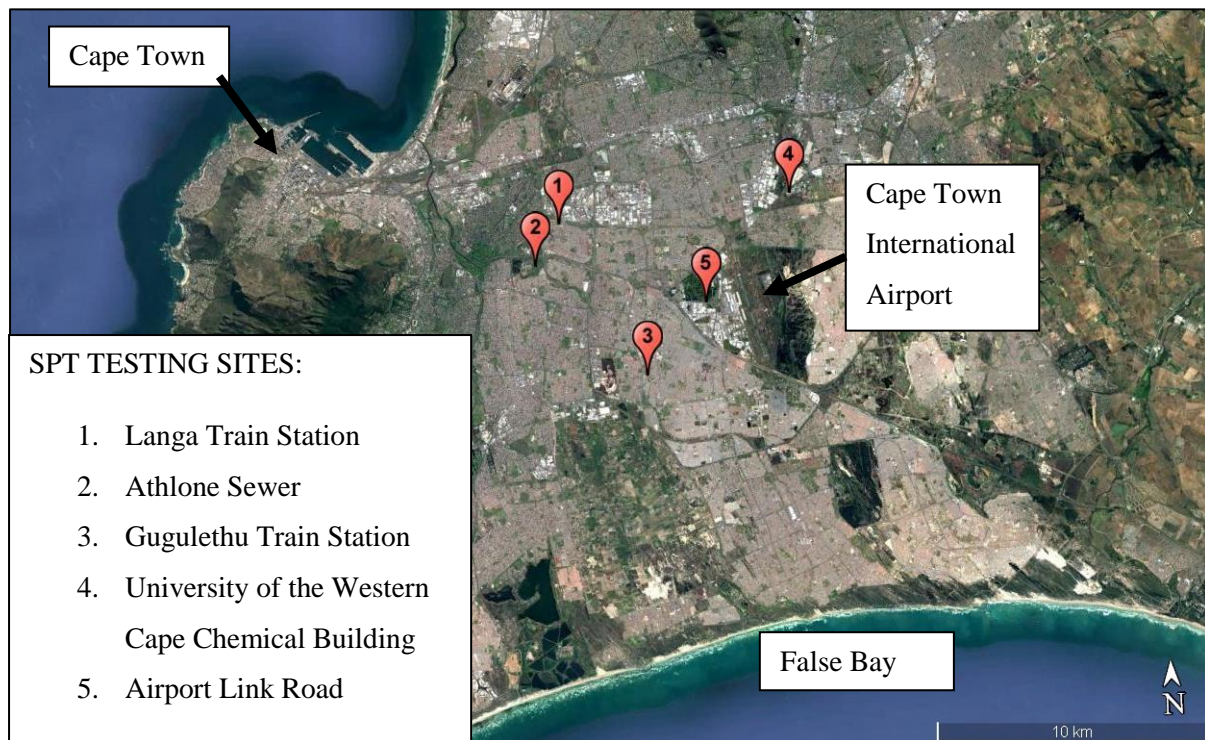 Cape Town
4
1
Cape Town
International
Airport
2
5
3
SPT TESTING SITES:
1. Langa Train Station
2. Athlone Sewer
3. Gugulethu Train Station
4. University of the Western
Cape Chemical Building
5. Airport Link Road
False Bay
N
10 km